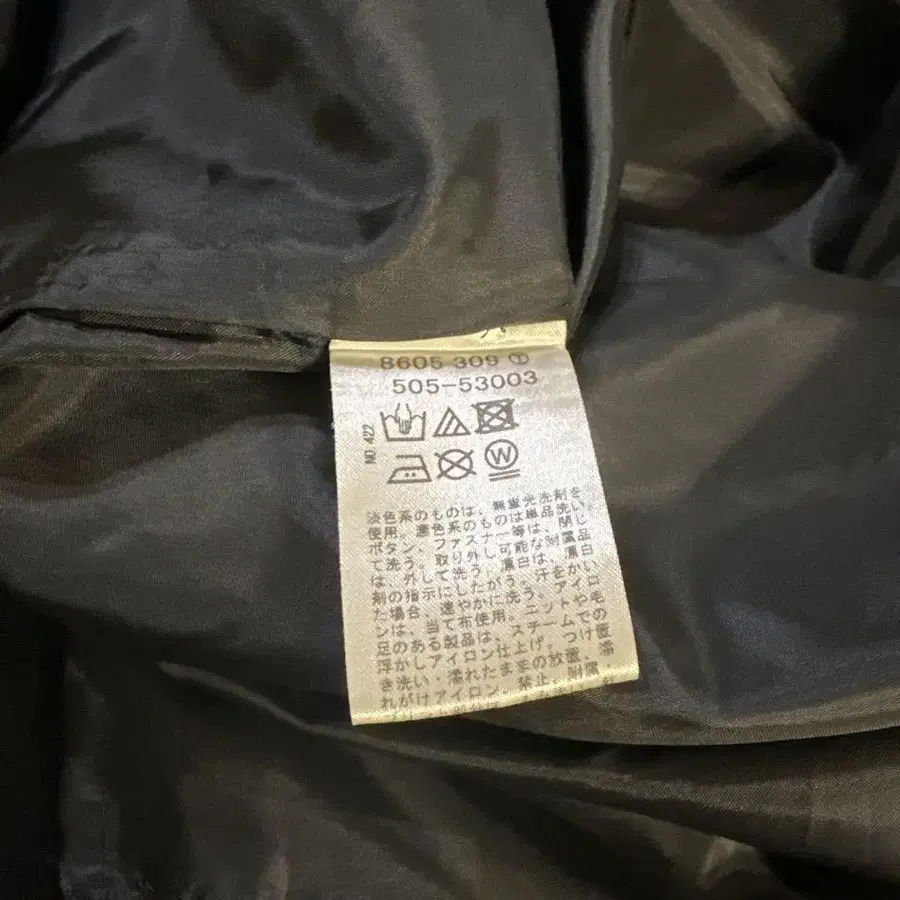 8605 309 Ⓣ
505-53003
NO.422
W
淡色系のものは、無蛍光洗剤を
使用。濃色系のものは単品洗い。
ボタン、ファスナー等は、閉じ
て洗う。取り外し可能な附属品
は、外して洗う。漂白は、漂白
剤の指示にしたがう。汗をかい
た場合、速やかに洗う。アイロ
ンは、当て布使用。ニットや毛
足のある製品は、スチームでの
浮かしアイロン仕上げ。つけ置
き洗い・濡れたままの放置、濡
れがけアイロン、禁止。附属